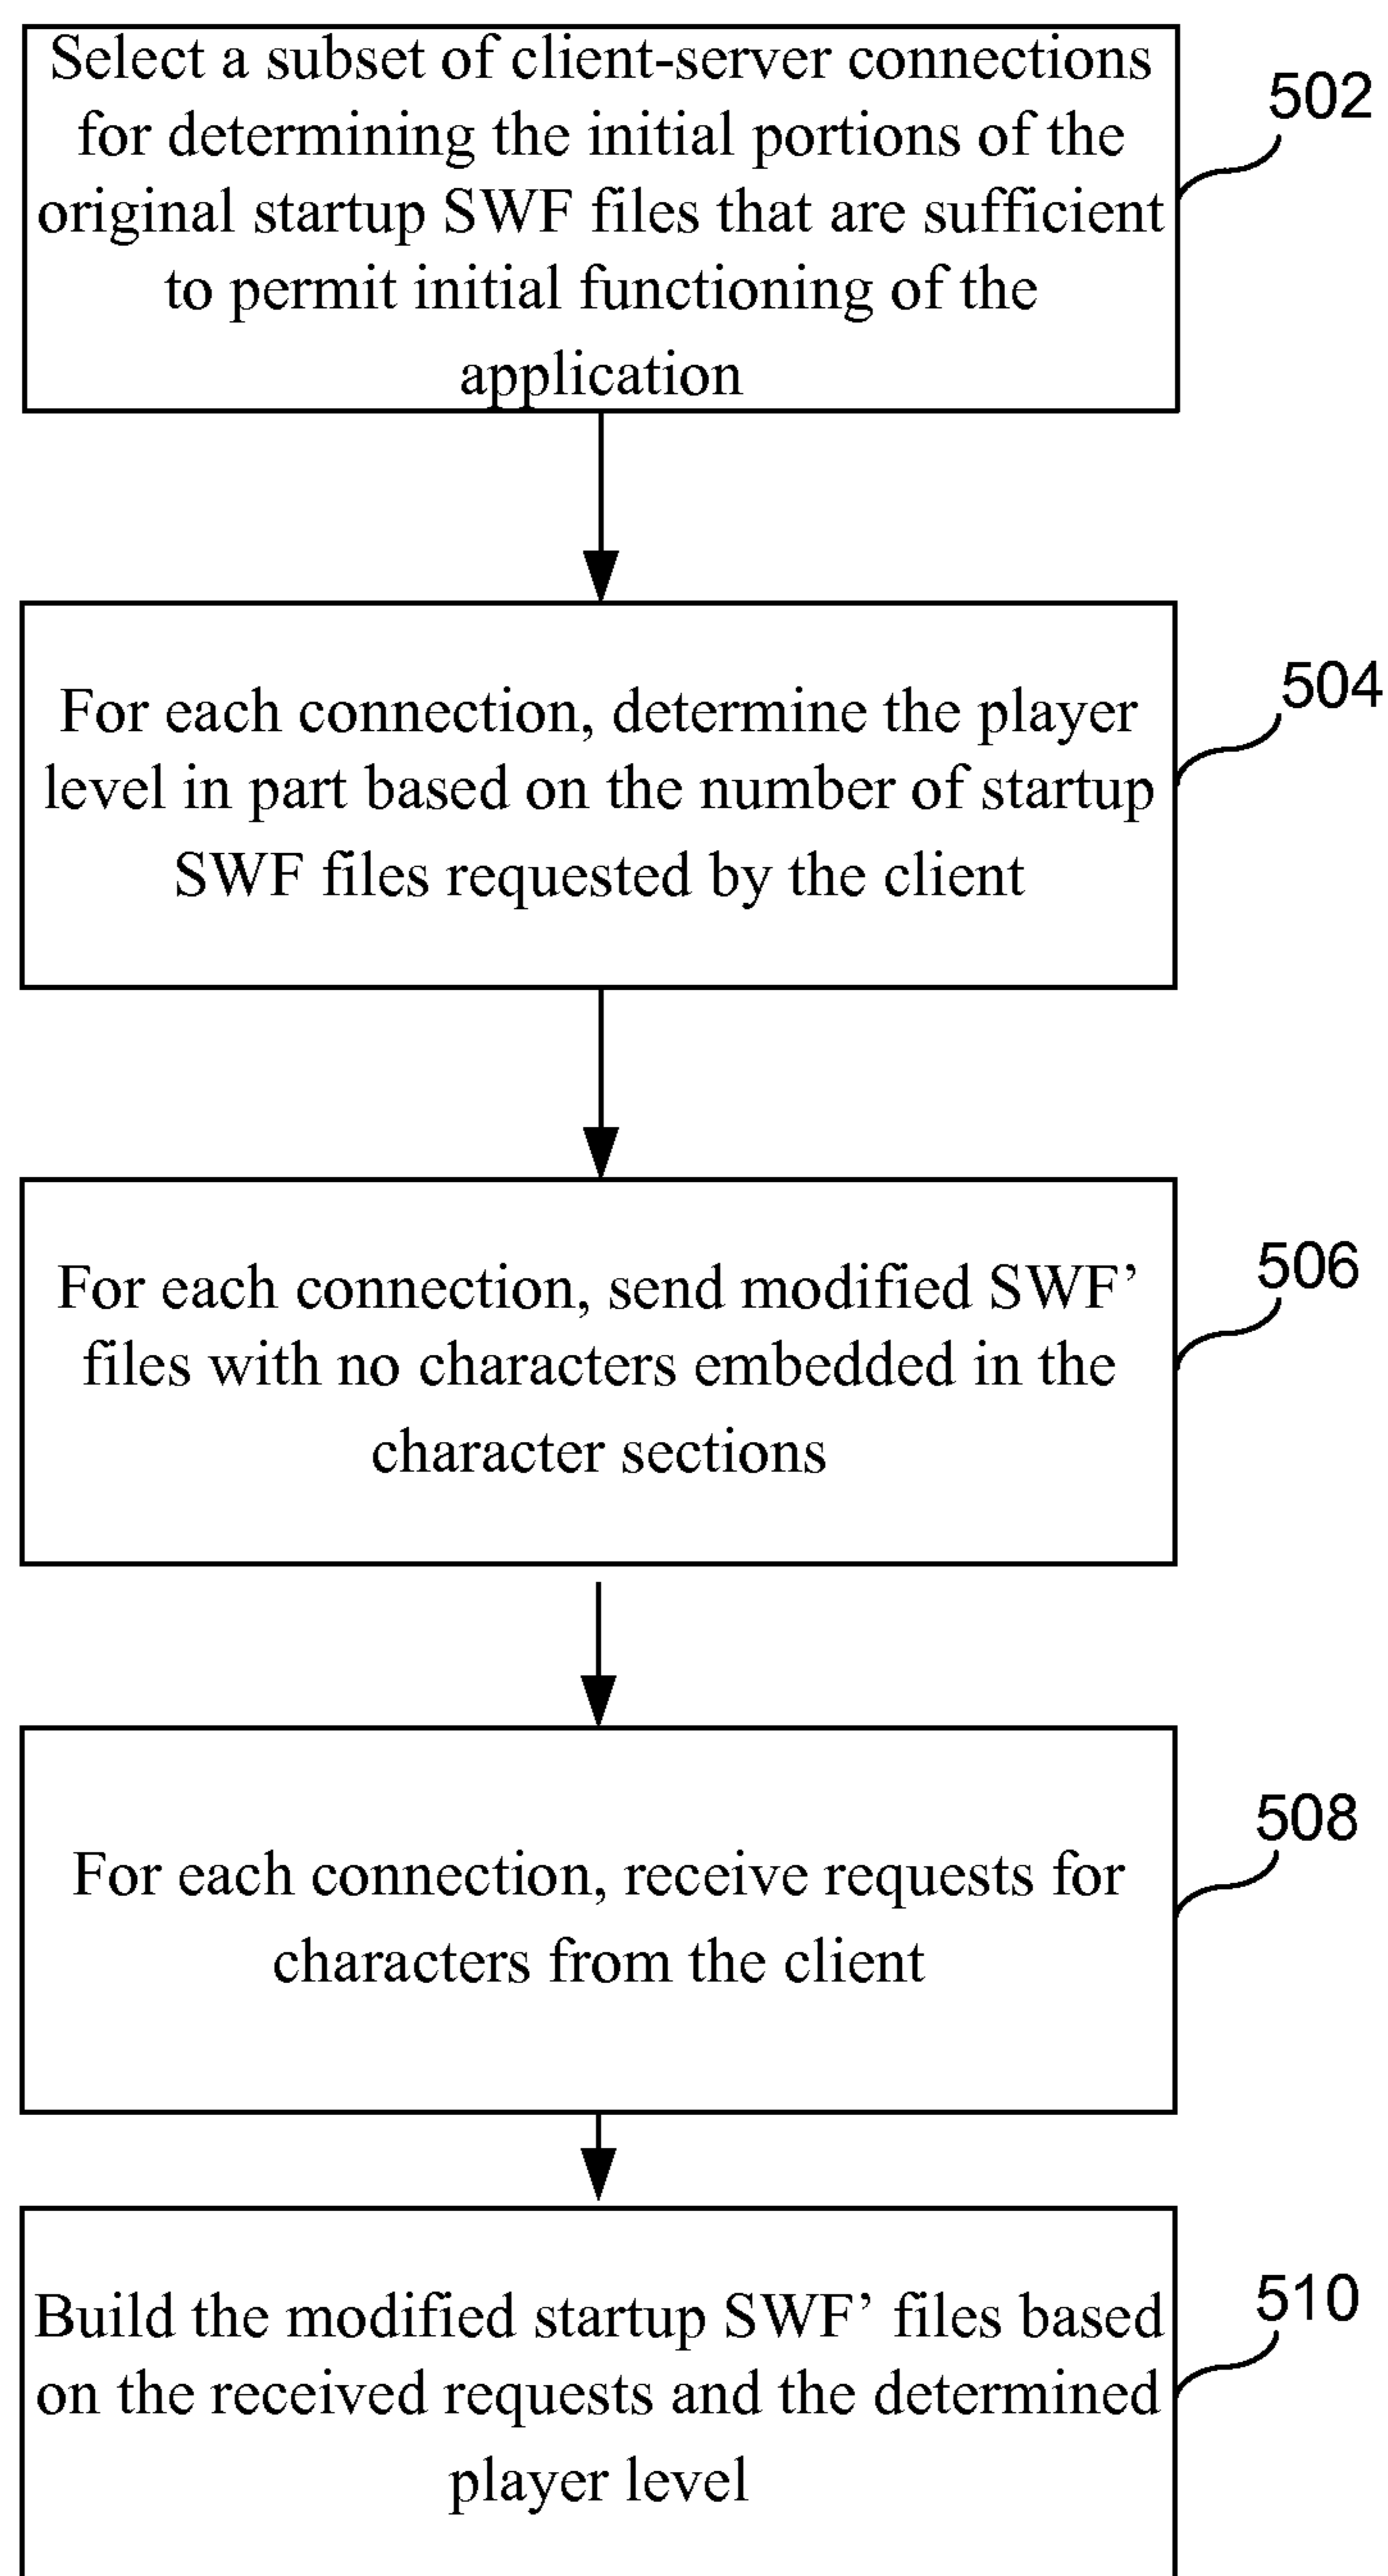 Select a subset of client-server connections
for determining the initial portions of the
original startup SWF files that are sufficient
to permit initial functioning of the
application
502
For each connection, determine the player
level in part based on the number of startup
SWF files requested by the client
504
For each connection, send modified SWF’
files with no characters embedded in the
character sections
506
For each connection, receive requests for
characters from the client
508
Build the modified startup SWF’ files based
on the received requests and the determined
player level
510